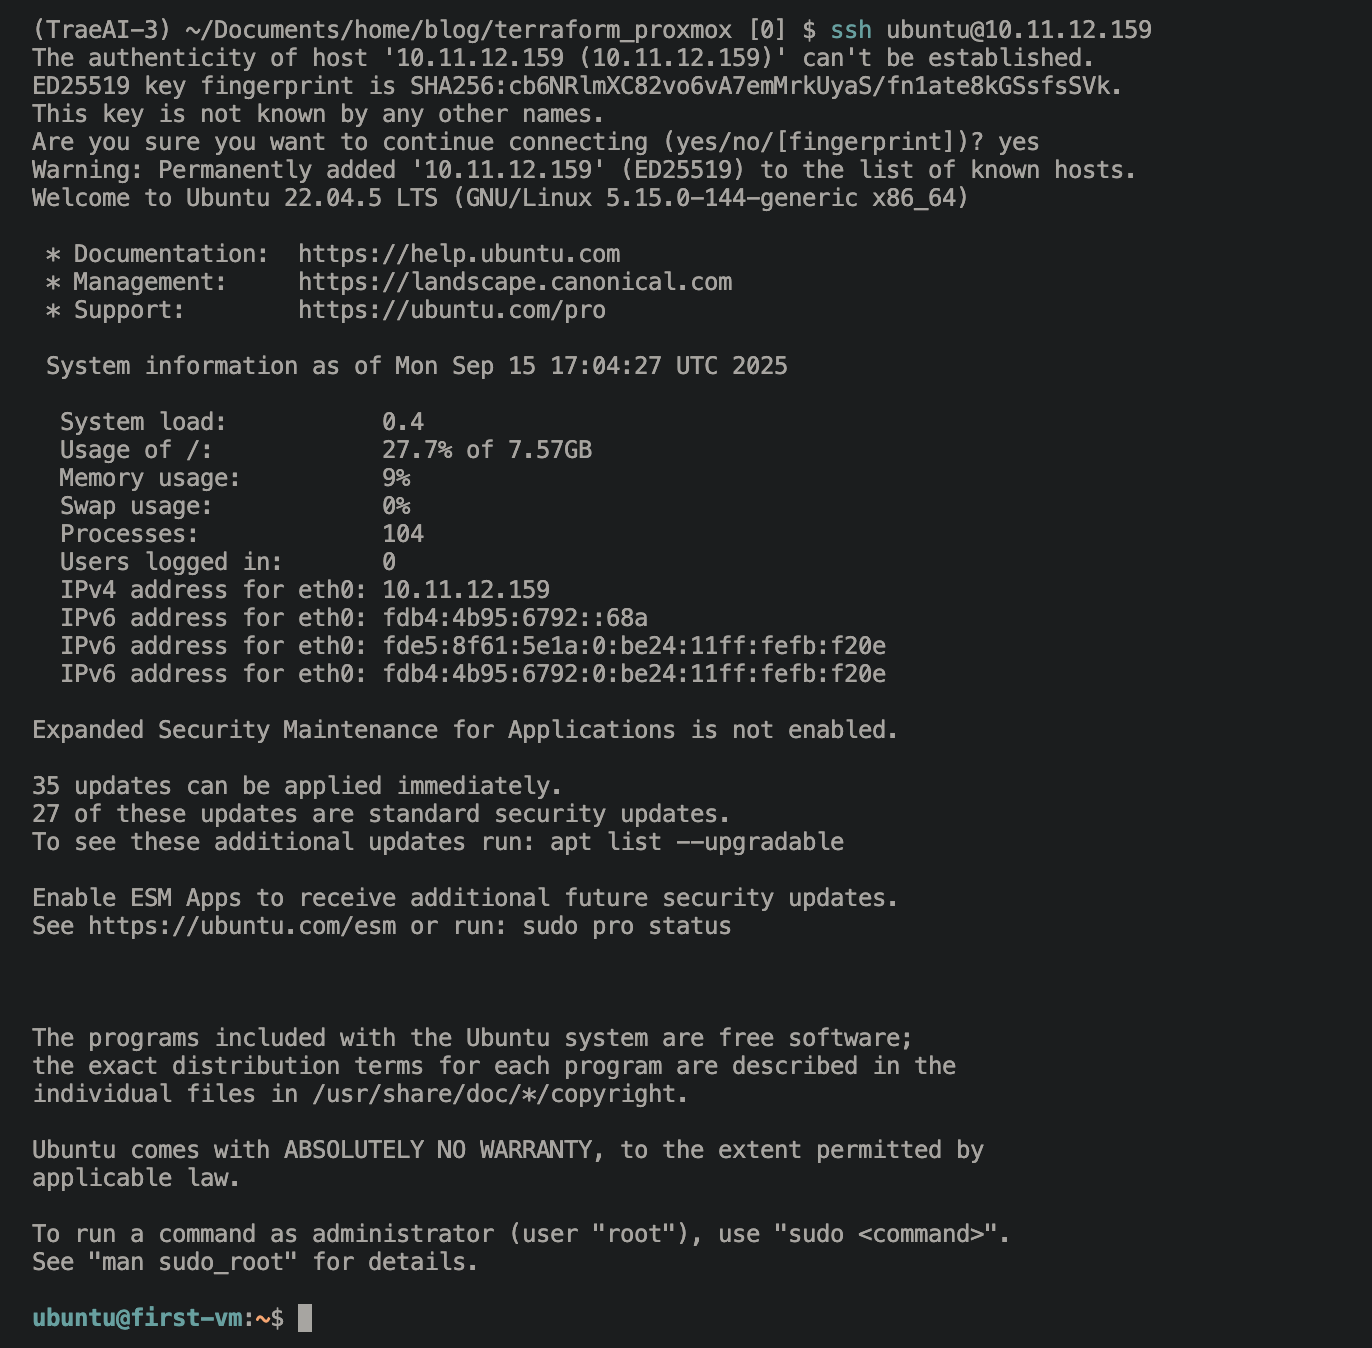 (TraeAI-3) ~/Documents/home/blog/terraform_proxmox [0] $ ssh ubuntu@10.11.12.159
The authenticity of host '10.11.12.159 (10.11.12.159)' can't be established.
ED25519 key fingerprint is SHA256:cb6NRlmXC82vo6vA7emMrkUyaS/fn1ate8kGSsfsSVk.
This key is not known by any other names.
Are you sure you want to continue connecting (yes/no/[fingerprint])? yes
Warning: Permanently added '10.11.12.159' (ED25519) to the list of known hosts.
Welcome to Ubuntu 22.04.5 LTS (GNU/Linux 5.15.0-144-generic x86_64)

 * Documentation:  https://help.ubuntu.com
 * Management:     https://landscape.canonical.com
 * Support:        https://ubuntu.com/pro

 System information as of Mon Sep 15 17:04:27 UTC 2025

  System load:           0.4
  Usage of /:            27.7% of 7.57GB
  Memory usage:          9%
  Swap usage:            0%
  Processes:             104
  Users logged in:       0
  IPv4 address for eth0: 10.11.12.159
  IPv6 address for eth0: fdb4:4b95:6792::68a
  IPv6 address for eth0: fde5:8f61:5e1a:0:be24:11ff:fefb:f20e
  IPv6 address for eth0: fdb4:4b95:6792:0:be24:11ff:fefb:f20e

Expanded Security Maintenance for Applications is not enabled.

35 updates can be applied immediately.
27 of these updates are standard security updates.
To see these additional updates run: apt list --upgradable

Enable ESM Apps to receive additional future security updates.
See https://ubuntu.com/esm or run: sudo pro status

The programs included with the Ubuntu system are free software;
the exact distribution terms for each program are described in the
individual files in /usr/share/doc/*/copyright.

Ubuntu comes with ABSOLUTELY NO WARRANTY, to the extent permitted by
applicable law.

To run a command as administrator (user "root"), use "sudo <command>".
See "man sudo_root" for details.

ubuntu@first-vm:~$